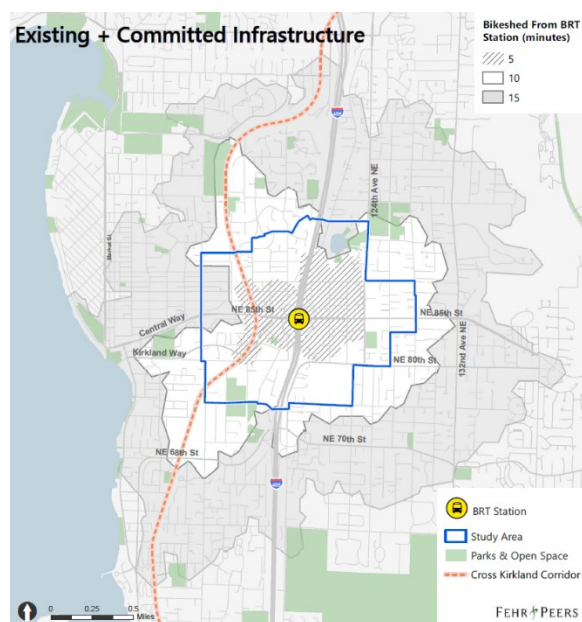 Existing + Committed Infrastructure
Bikeshed From BRT
Station (minutes)
5
10
15
124th Ave NE
NE 85th St
NE 85th St
Central Way
Kirkland Way
NE 80th St
132nd Ave NE
NE 70th St
NE 68th St
BRT Station
Study Area
Parks & Open Space
Cross Kirkland Corridor
0 0.25 0.5
Miles
FEHR PEERS